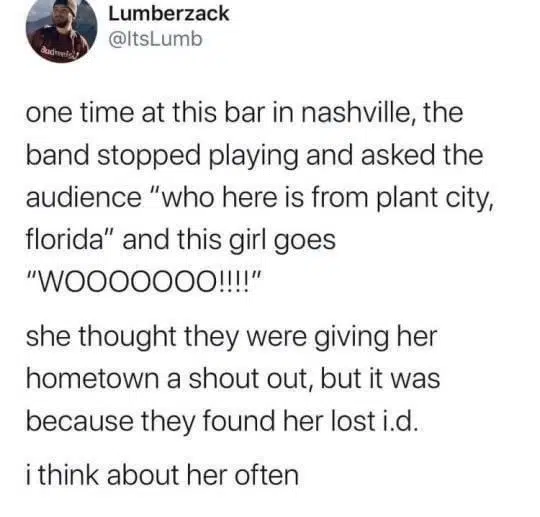 Lumberzack
@ItsLumb
one time at this bar in nashville, the
band stopped playing and asked the
audience "who here is from plant city,
florida" and this girl goes
"WOOOOOOO!!!!"
she thought they were giving her
hometown a shout out, but it was
because they found her lost i.d.
i think about her often